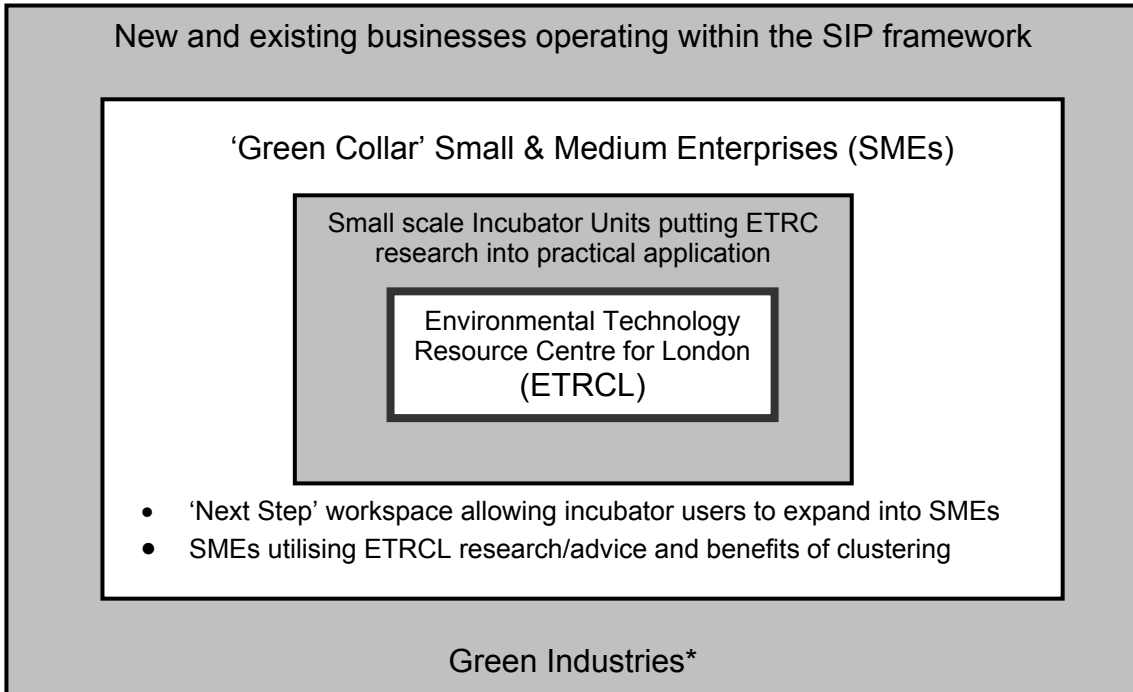 New and existing businesses operating within the SIP framework
‘Green Collar’ Small & Medium Enterprises (SMEs)
Small scale Incubator Units putting ETRC
research into practical application
Environmental Technology
Resource Centre for London
(ETRCL)
• ‘Next Step’ workspace allowing incubator users to expand into SMEs
• SMEs utilising ETRCL research/advice and benefits of clustering
Green Industries*